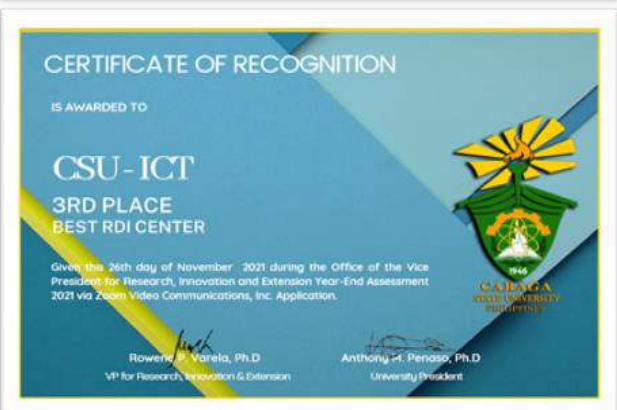 CERTIFICATE OF RECOGNITION
IS AWARDED TO
CSU-ICT
3RD PLACE
BEST RDI CENTER
Given this 26th day of November 2021 during the Office of the Vice
President for Research, Innovation and Extension Year-End Assessment
2021 via Zoom Video Communications, Inc. Application.
1946
CARAGA
STATE UNIVERSITY
PHILIPPINES
Rowena P. Varela, Ph.D
VP for Research, Innovation & Extension
Anthony M. Penaso, Ph.D
University President